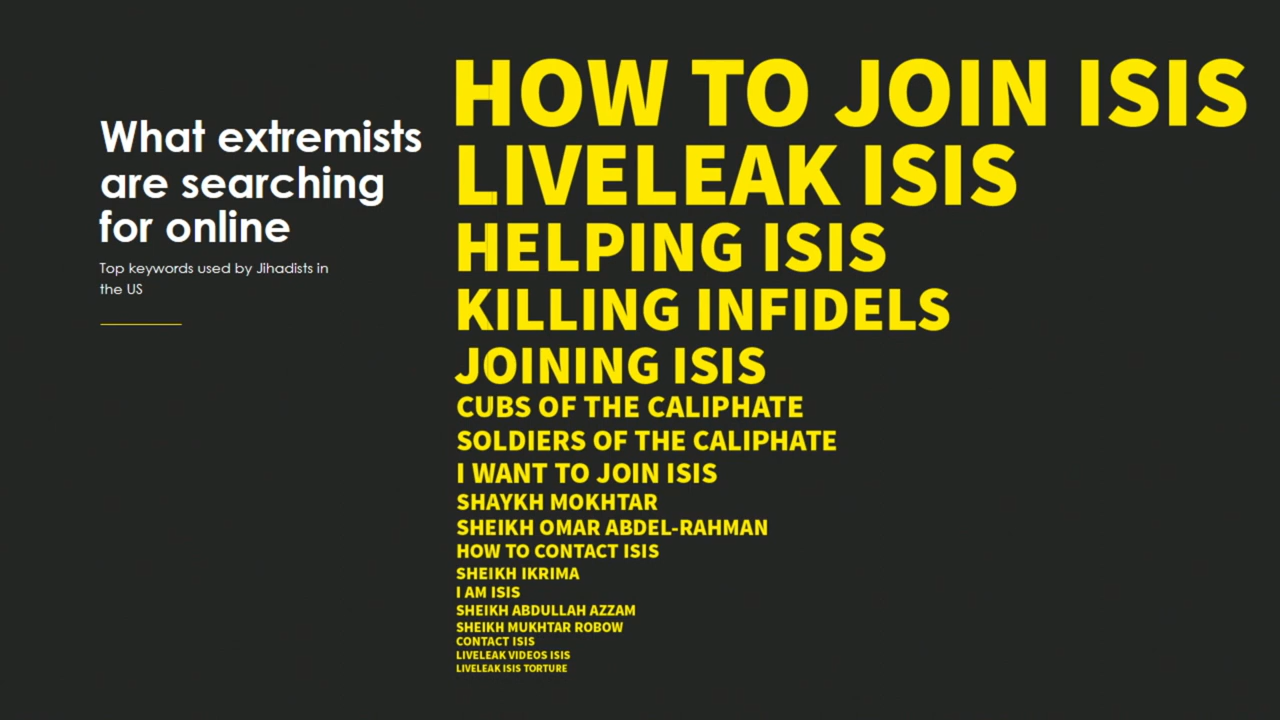 What extremists
are searching
for online
Top keywords used by Jihadists in
the US
HOW TO JOIN ISIS
LIVELEAK ISIS
HELPING ISIS
KILLING INFIDELS
JOINING ISIS
CUBS OF THE CALIPHATE
SOLDIERS OF THE CALIPHATE
I WANT TO JOIN ISIS
SHAYKH MOKHTAR
SHEIKH OMAR ABDEL-RAHMAN
HOW TO CONTACT ISIS
SHEIKH IKRIMA
I AM ISIS
SHEIKH ABDULLAH AZZAM
SHEIKH MUKHTAR ROBOW
CONTACT ISIS
LIVELEAK VIDEOS ISIS
LIVELEAK ISIS TORTURE